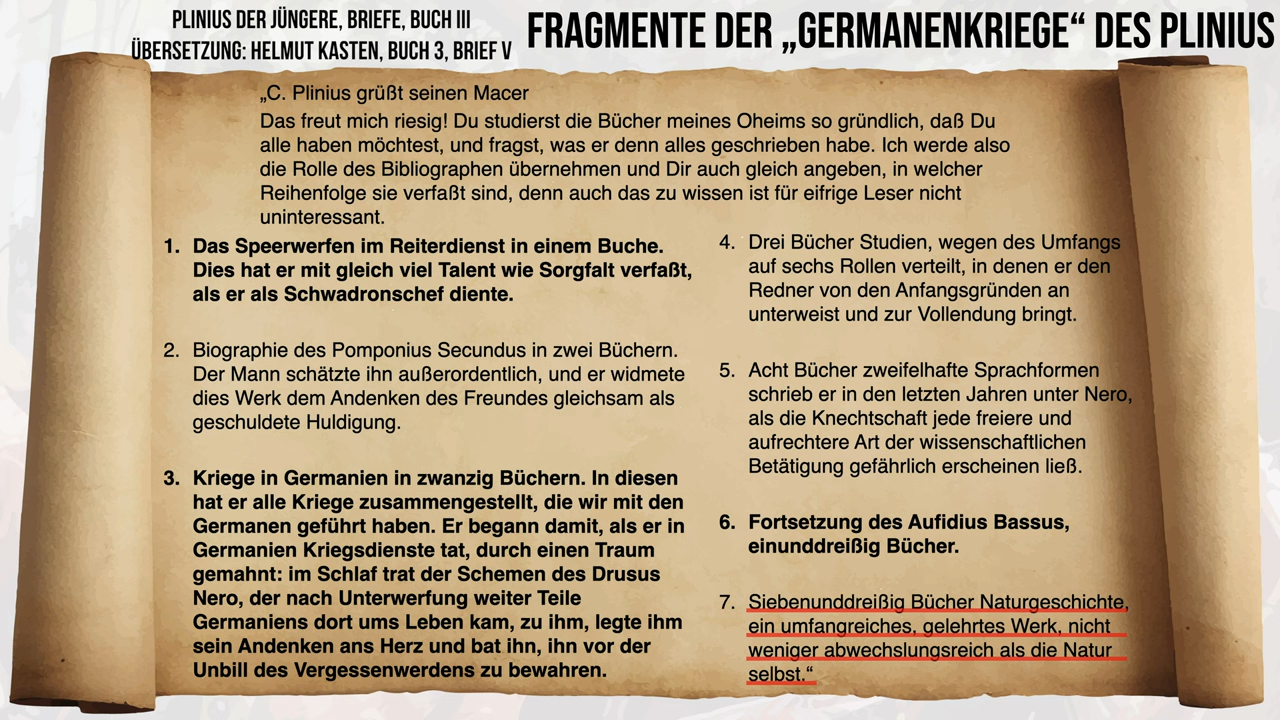 PLINIUS DER JÜNGERE, BRIEFE, BUCH III
ÜBERSETZUNG: HELMUT KASTEN, BUCH 3, BRIEF V
FRAGMENTE DER „GERMANENKRIEGE“ DES PLINIUS
„C. Plinius grüßt seinen Macer
Das freut mich riesig! Du studierst die Bücher meines Oheims so gründlich, daß Du
alle haben möchtest, und fragst, was er denn alles geschrieben habe. Ich werde also
die Rolle des Bibliographen übernehmen und Dir auch gleich angeben, in welcher
Reihenfolge sie verfaßt sind, denn auch das zu wissen ist für eifrige Leser nicht
uninteressant.
1. Das Speerwerfen im Reiterdienst in einem Buche.
Dies hat er mit gleich viel Talent wie Sorgfalt verfaßt,
als er als Schwadronschef diente.
2. Biographie des Pomponius Secundus in zwei Büchern.
Der Mann schätzte ihn außerordentlich, und er widmete
dies Werk dem Andenken des Freundes gleichsam als
geschuldete Huldigung.
3. Kriege in Germanien in zwanzig Büchern. In diesen
hat er alle Kriege zusammengestellt, die wir mit den
Germanen geführt haben. Er begann damit, als er in
Germanien Kriegsdienste tat, durch einen Traum
gemahnt: im Schlaf trat der Schemen des Drusus
Nero, der nach Unterwerfung weiter Teile
Germaniens dort ums Leben kam, zu ihm, legte ihm
sein Andenken ans Herz und bat ihn, ihn vor der
Unbill des Vergessenwerdens zu bewahren.
4. Drei Bücher Studien, wegen des Umfangs
auf sechs Rollen verteilt, in denen er den
Redner von den Anfangsgründen an
unterweist und zur Vollendung bringt.
5. Acht Bücher zweifelhafte Sprachformen
schrieb er in den letzten Jahren unter Nero,
als die Knechtschaft jede freiere und
aufrechtere Art der wissenschaftlichen
Betätigung gefährlich erscheinen ließ.
6. Fortsetzung des Aufidius Bassus,
einunddreißig Bücher.
7. Siebenunddreißig Bücher Naturgeschichte,
ein umfangreiches, gelehrtes Werk, nicht
weniger abwechslungsreich als die Natur
selbst.“